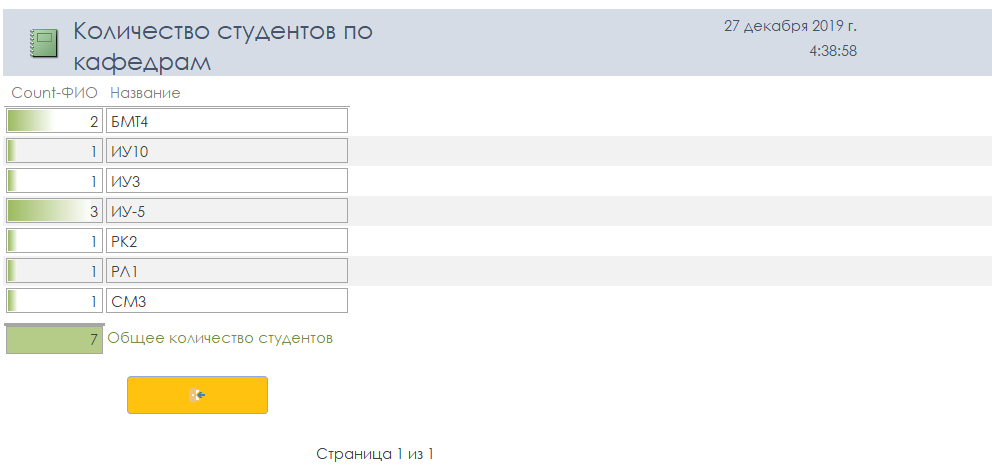 Количество студентов по
кафедрам
27 декабря 2019 г.
4:38:58
Count-ФИО Название
2 БМТ4
1 ИУ10
1 ИУ3
3 ИУ-5
1 РК2
1 РЛ1
1 СМ3
7 Общее количество студентов
Страница 1 из 1